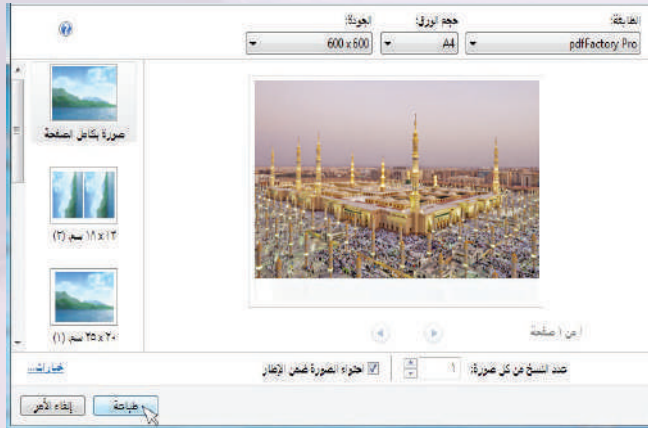 الطابعة: حجم الورق: الجودة:
pdfFactory Pro A4 600 x 600
صورة بكامل الصفحة
١٣ x ١٨ سم. (٢)
٢٠ x ٢٥ سم. (١)
١ من ١ صفحة
عدد النسخ من كل صورة: ١ احتواء الصورة ضمن الإطار خيارات...
طباعة إلغاء الأمر